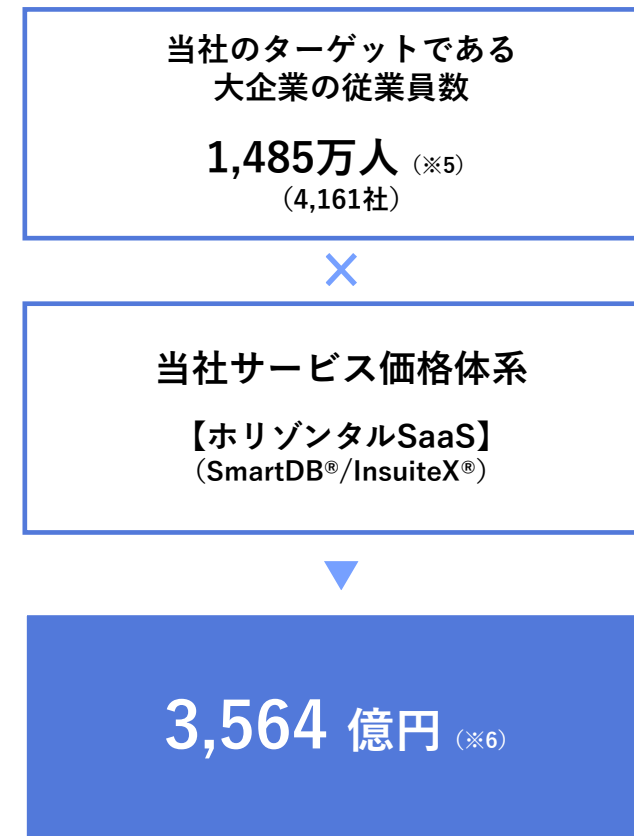 当社のターゲットである
大企業の従業員数
1,485万人（※5）
（4,161社）
×
当社サービス価格体系
【ホリゾンタルSaaS】
（SmartDB®/InsuiteX®）
3,564 億円（※6）